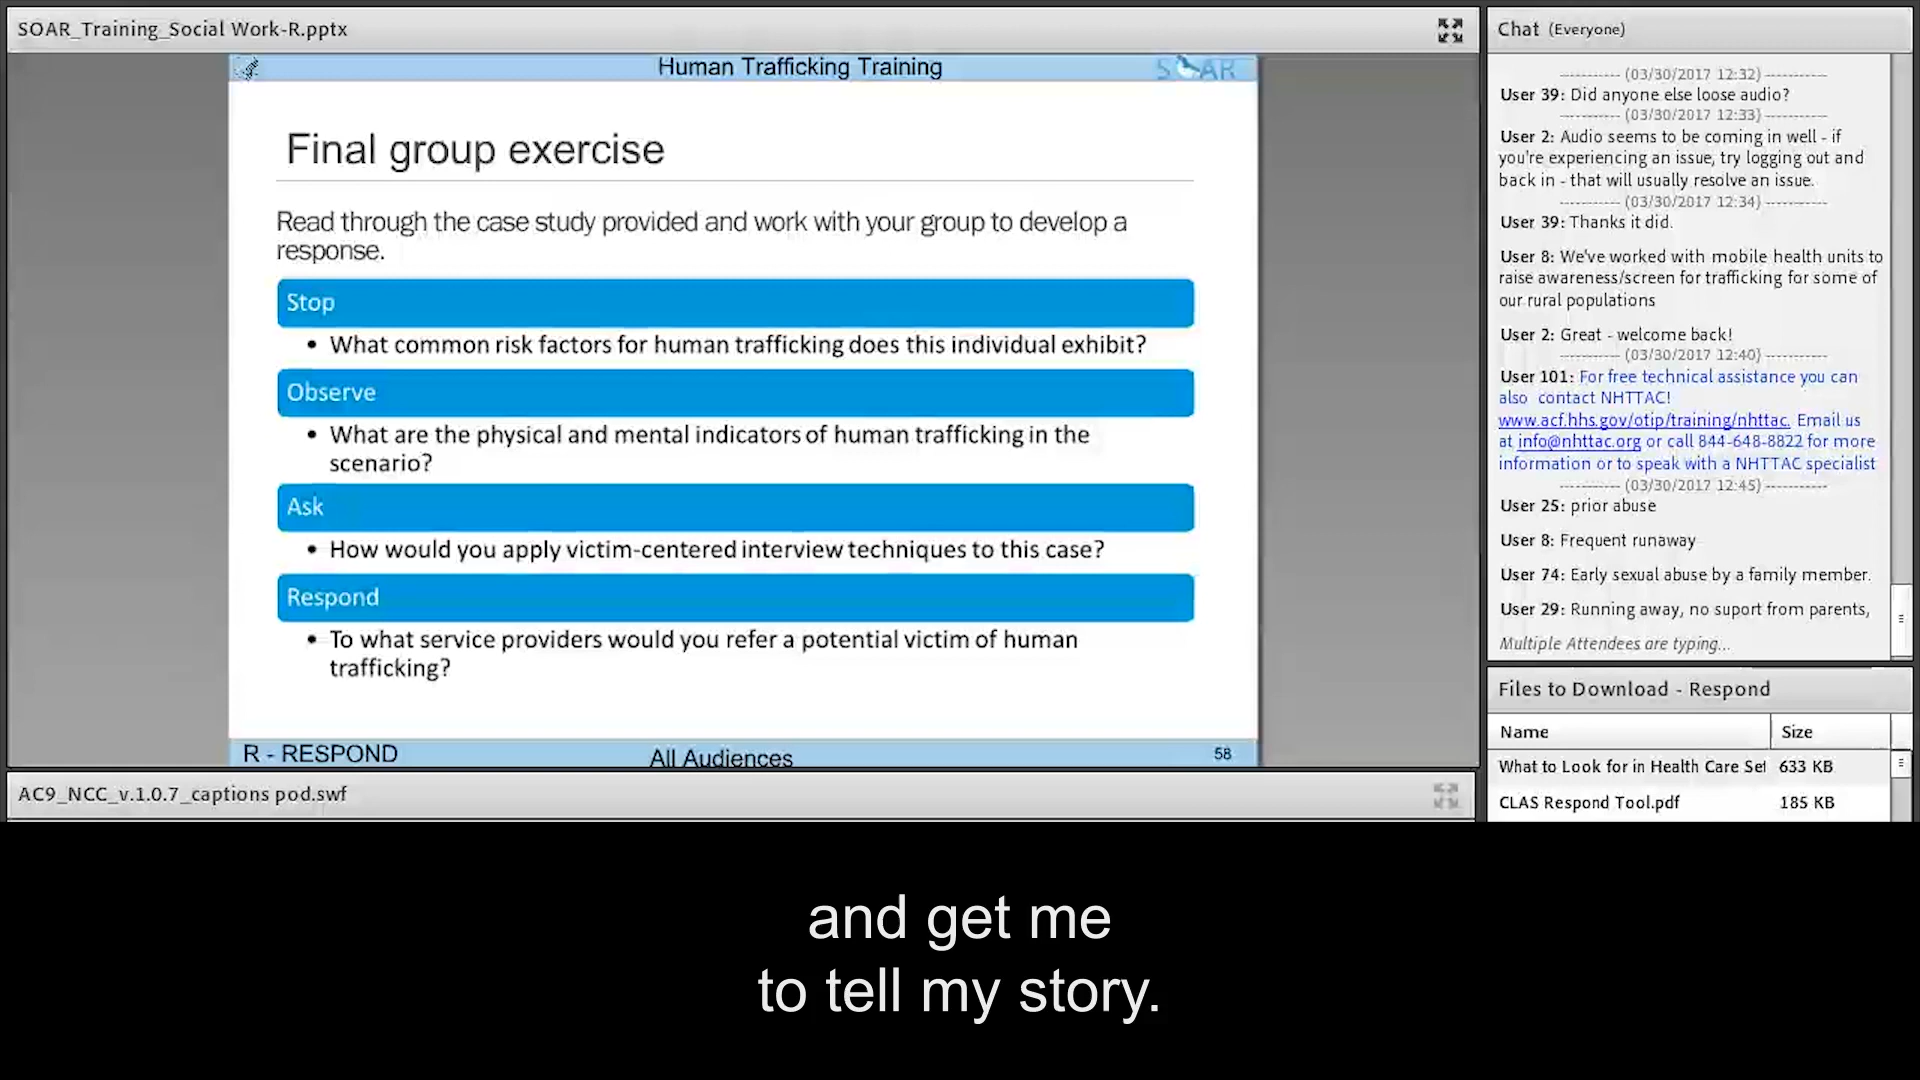 SOAR_Training_Social Work-R.pptx
Human Trafficking Training
SOAR
Final group exercise
Read through the case study provided and work with your group to develop a
response.
Stop
• What common risk factors for human trafficking does this individual exhibit?
Observe
• What are the physical and mental indicators of human trafficking in the
scenario?
Ask
• How would you apply victim-centered interview techniques to this case?
Respond
• To what service providers would you refer a potential victim of human
trafficking?
R - RESPOND
All Audiences
58
Chat (Everyone)
----------- (03/30/2017 12:32) -----------
User 39: Did anyone else loose audio?
----------- (03/30/2017 12:33) -----------
User 2: Audio seems to be coming in well - if
you're experiencing an issue, try logging out and
back in - that will usually resolve an issue.
----------- (03/30/2017 12:34) -----------
User 39: Thanks it did.
User 8: We've worked with mobile health units to
raise awareness/screen for trafficking for some of
our rural populations
User 2: Great - welcome back!
----------- (03/30/2017 12:40) -----------
User 101: For free technical assistance you can
also contact NHTTAC!
www.acf.hhs.gov/otip/training/nhttac. Email us
at info@nhttac.org or call 844-648-8822 for more
information or to speak with a NHTTAC specialist
----------- (03/30/2017 12:45) -----------
User 25: prior abuse
User 8: Frequent runaway
User 74: Early sexual abuse by a family member.
User 29: Running away, no suport from parents,
Multiple Attendees are typing...
Files to Download - Respond
Name Size
What to Look for in Health Care Set 633 KB
CLAS Respond Tool.pdf 185 KB
AC9_NCC_v.1.0.7_captions pod.swf
and get me
to tell my story.